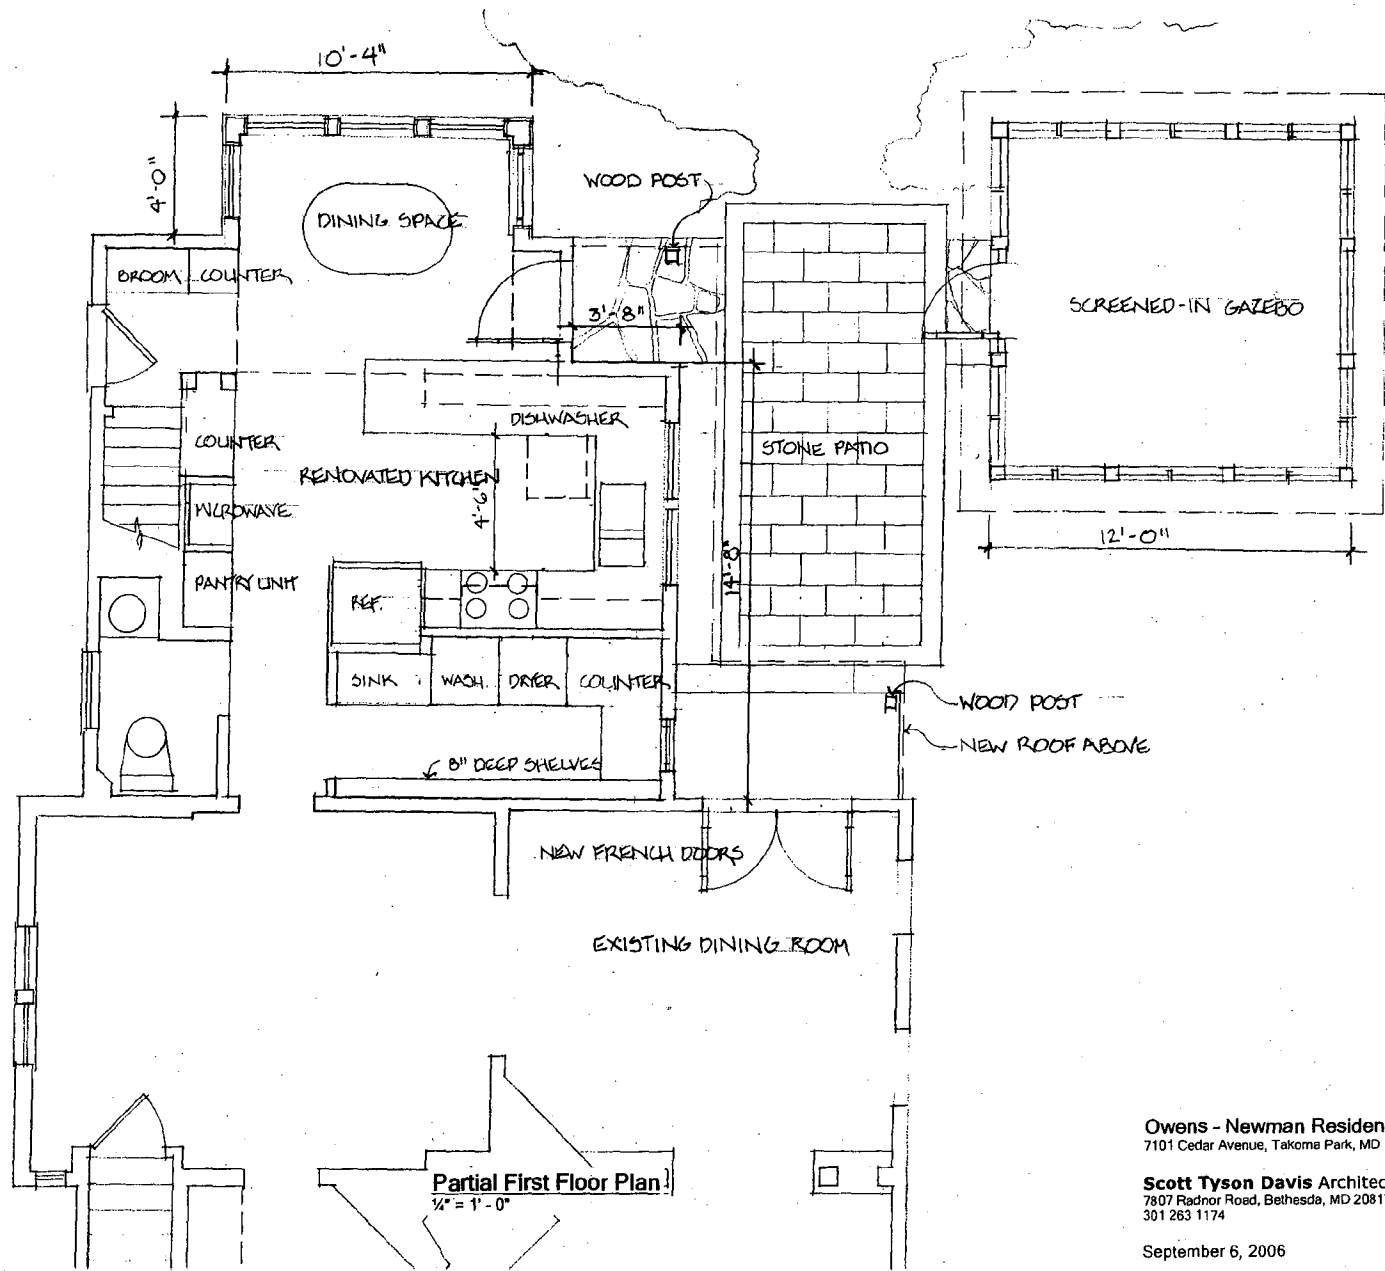 10'-4"
4'-0"
WOOD POST
DINING SPACE
BROOM
COUNTER
3'-8"
SCREENED-IN GAZEBO
DISHWASHER
COUNTER
STONE PATIO
RENOVATED KITCHEN
4'-6"
MICROWAVE
12'-0"
14'-8"
PANTRY UNIT
REF.
SINK
WASH.
DRYER
COUNTER
WOOD POST
NEW ROOF ABOVE
8" DEEP SHELVES
NEW FRENCH DOORS
EXISTING DINING ROOM
Owens - Newman Residen
7101 Cedar Avenue, Takoma Park, MD
Partial First Floor Plan
¼" = 1' - 0"
Scott Tyson Davis Architec
7807 Radnor Road, Bethesda, MD 2081
301 263 1174
September 6, 2006